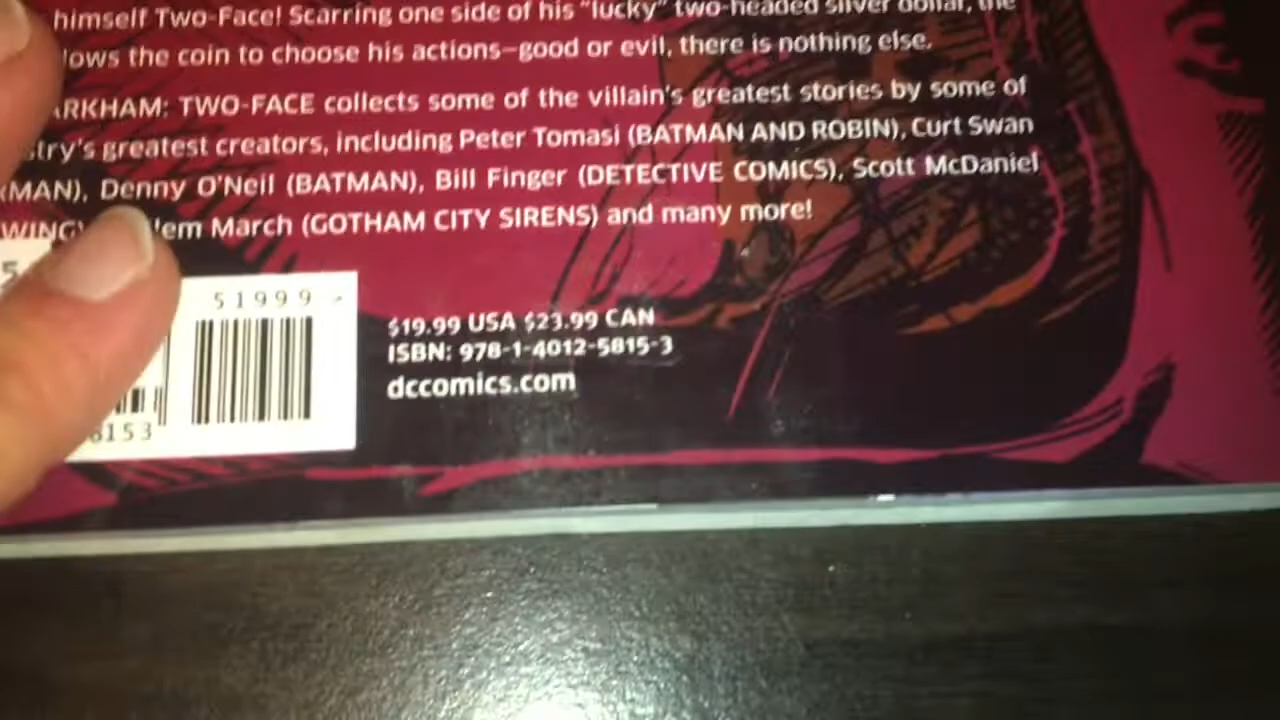 himself Two-Face! Scarring one side of his "lucky" two-headed silver dollar, the
lows the coin to choose his actions—good or evil, there is nothing else.
ARKHAM: TWO-FACE collects some of the villain's greatest stories by some of
stry's greatest creators, including Peter Tomasi (BATMAN AND ROBIN), Curt Swan
MAN), Denny O'Neil (BATMAN), Bill Finger (DETECTIVE COMICS), Scott McDaniel
WING) lem March (GOTHAM CITY SIRENS) and many more!
5
51999
$19.99 USA $23.99 CAN
ISBN: 978-1-4012-5815-3
dccomics.com
8153